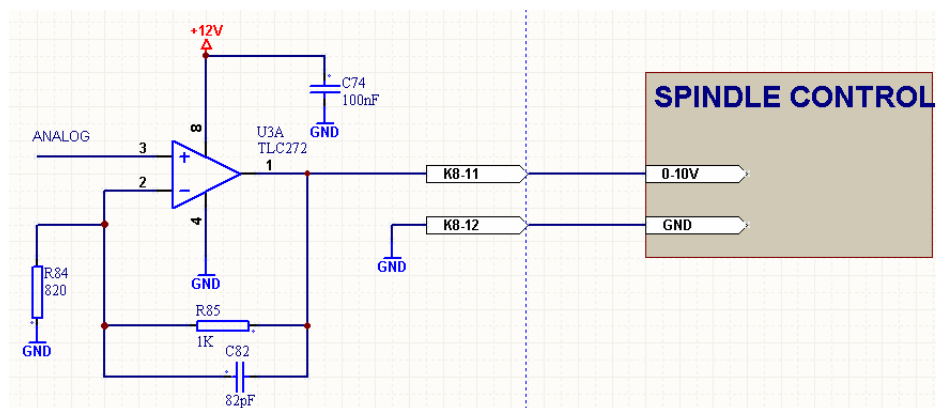 +12V
C74
100nF
GND
ANALOG
8
U3A
TLC272
3
1
2
4
GND
R84
820
GND
R85
1K
C82
82pF
K8-11
K8-12
GND
SPINDLE CONTROL
0-10V
GND